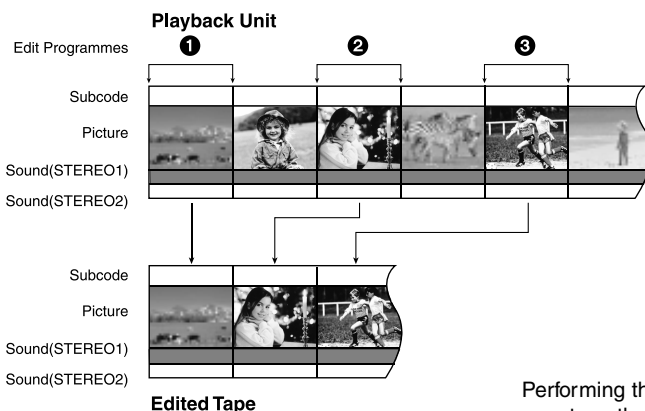 Playback Unit
Edit Programmes
1 2 3
Subcode
Picture
Sound(STEREO1)
Sound(STEREO2)
Subcode
Picture
Sound(STEREO1)
Sound(STEREO2)
Edited Tape
Performing th